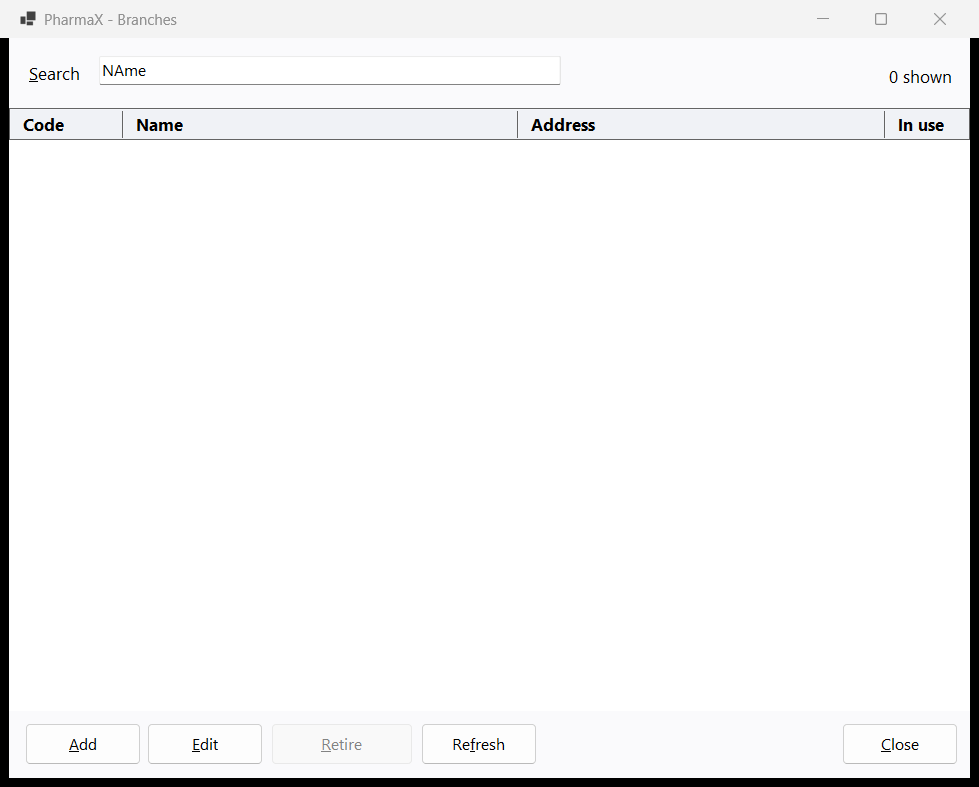 PharmaX - Branches
Search NAme 0 shown
Code Name Address In use
Add Edit Retire Refresh Close